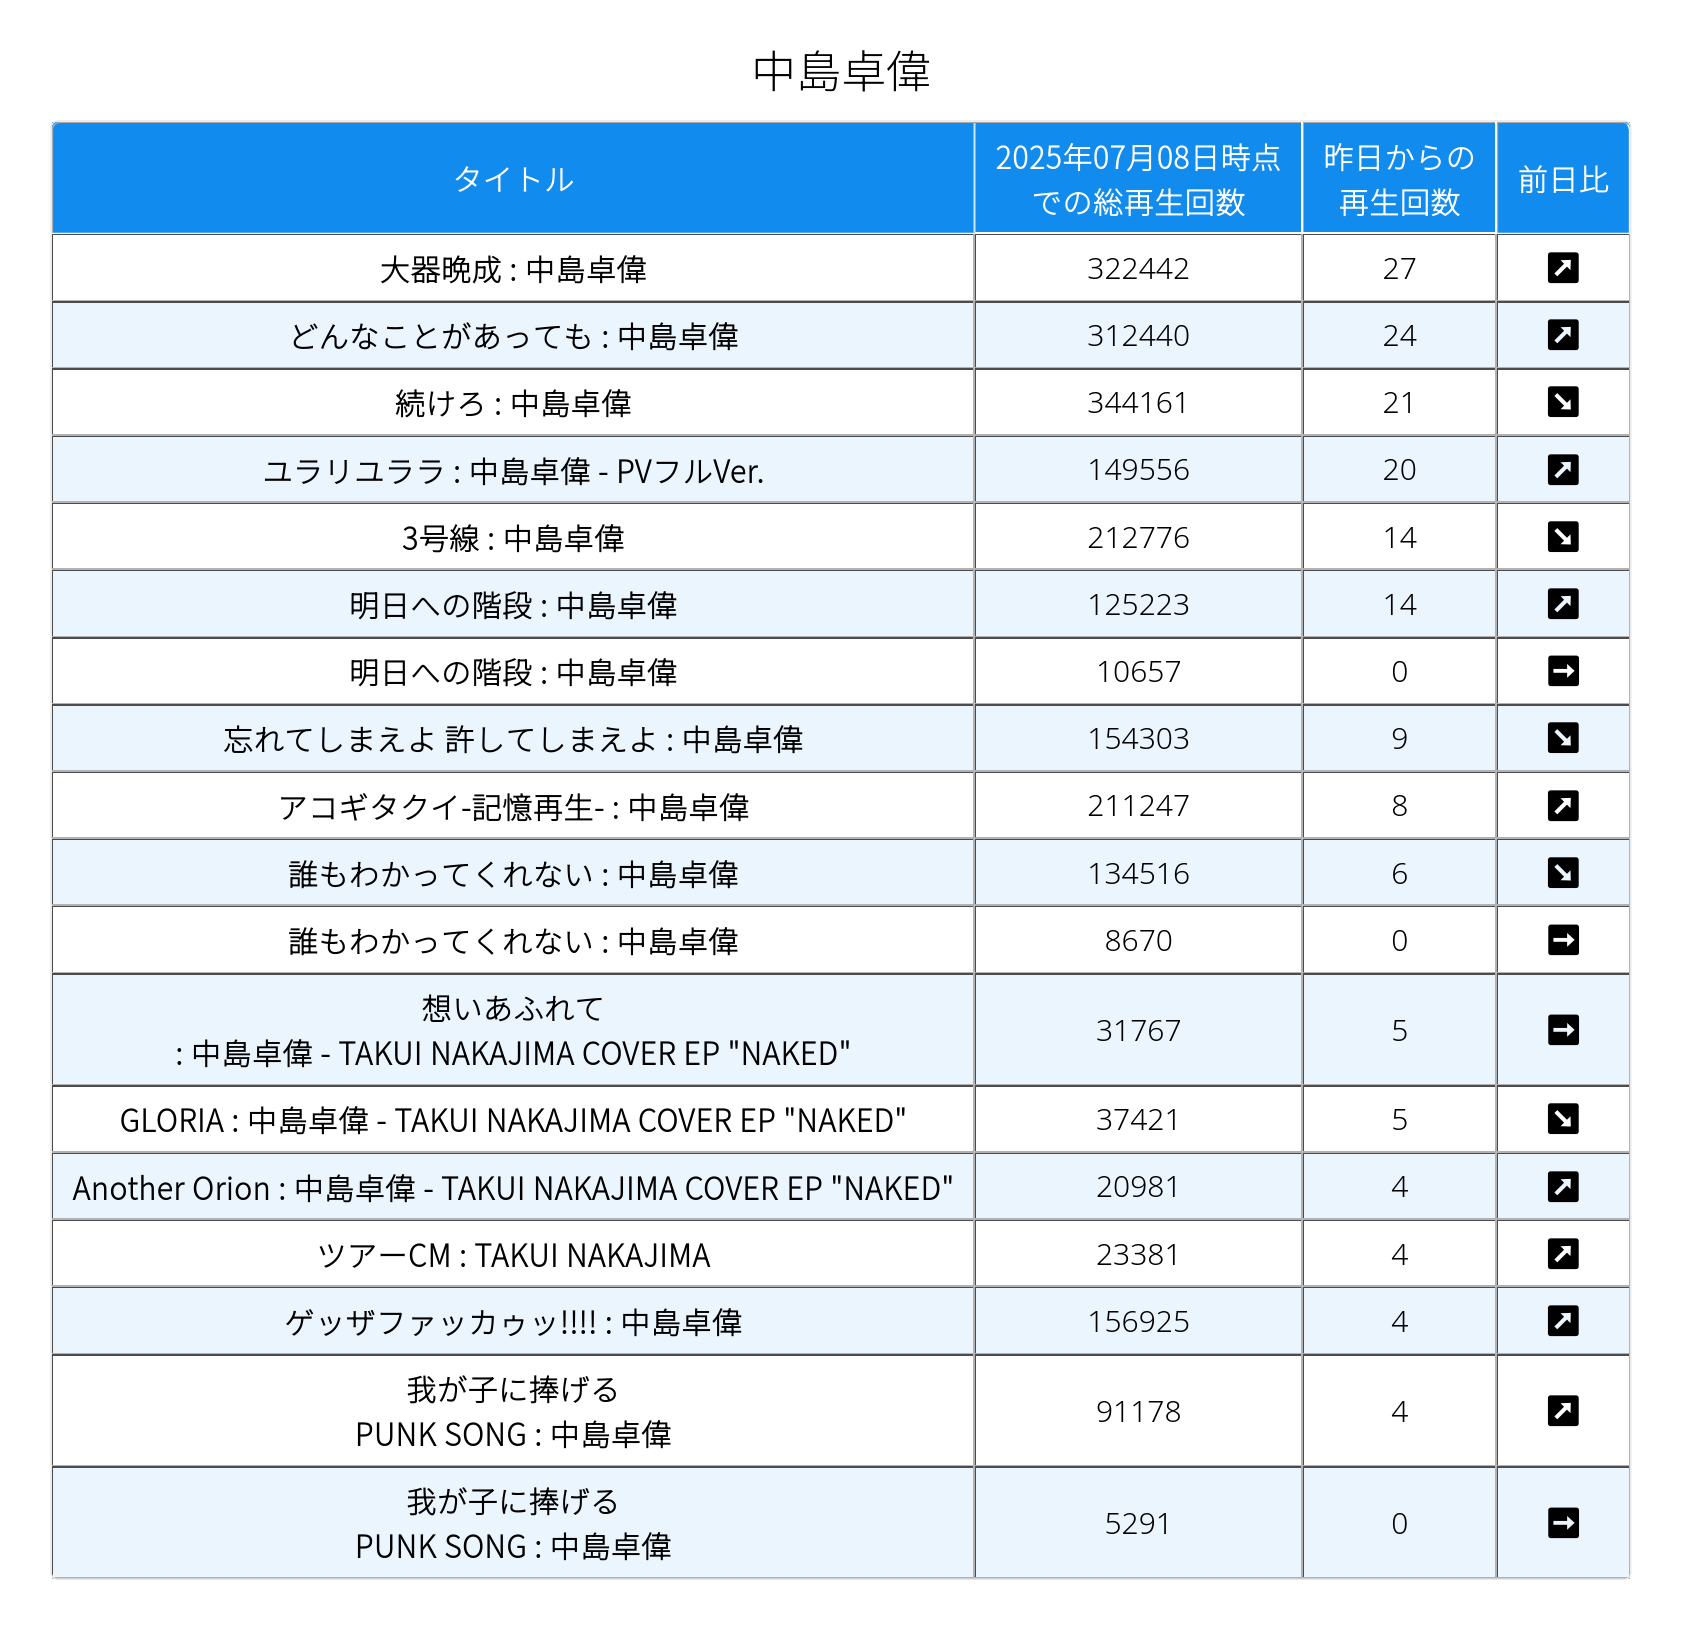 中島卓偉
タイトル 2025年07月08日時点 での総再生回数 昨日からの 再生回数 前日比
大器晩成 : 中島卓偉 322442 27 ↗
どんなことがあっても : 中島卓偉 312440 24 ↗
続けろ : 中島卓偉 344161 21 ↘
ユラリユララ : 中島卓偉 - PVフルVer. 149556 20 ↗
3号線 : 中島卓偉 212776 14 ↘
明日への階段 : 中島卓偉 125223 14 ↗
明日への階段 : 中島卓偉 10657 0 →
忘れてしまえよ 許してしまえよ : 中島卓偉 154303 9 ↘
アコギタクイ-記憶再生- : 中島卓偉 211247 8 ↗
誰もわかってくれない : 中島卓偉 134516 6 ↘
誰もわかってくれない : 中島卓偉 8670 0 →
想いあふれて
: 中島卓偉 - TAKUI NAKAJIMA COVER EP "NAKED" 31767 5 →
GLORIA : 中島卓偉 - TAKUI NAKAJIMA COVER EP "NAKED" 37421 5 ↘
Another Orion : 中島卓偉 - TAKUI NAKAJIMA COVER EP "NAKED" 20981 4 ↗
ツアーCM : TAKUI NAKAJIMA 23381 4 ↗
ゲッザファッカゥッ!!!! : 中島卓偉 156925 4 ↗
我が子に捧げる
PUNK SONG : 中島卓偉 91178 4 ↗
我が子に捧げる
PUNK SONG : 中島卓偉 5291 0 →